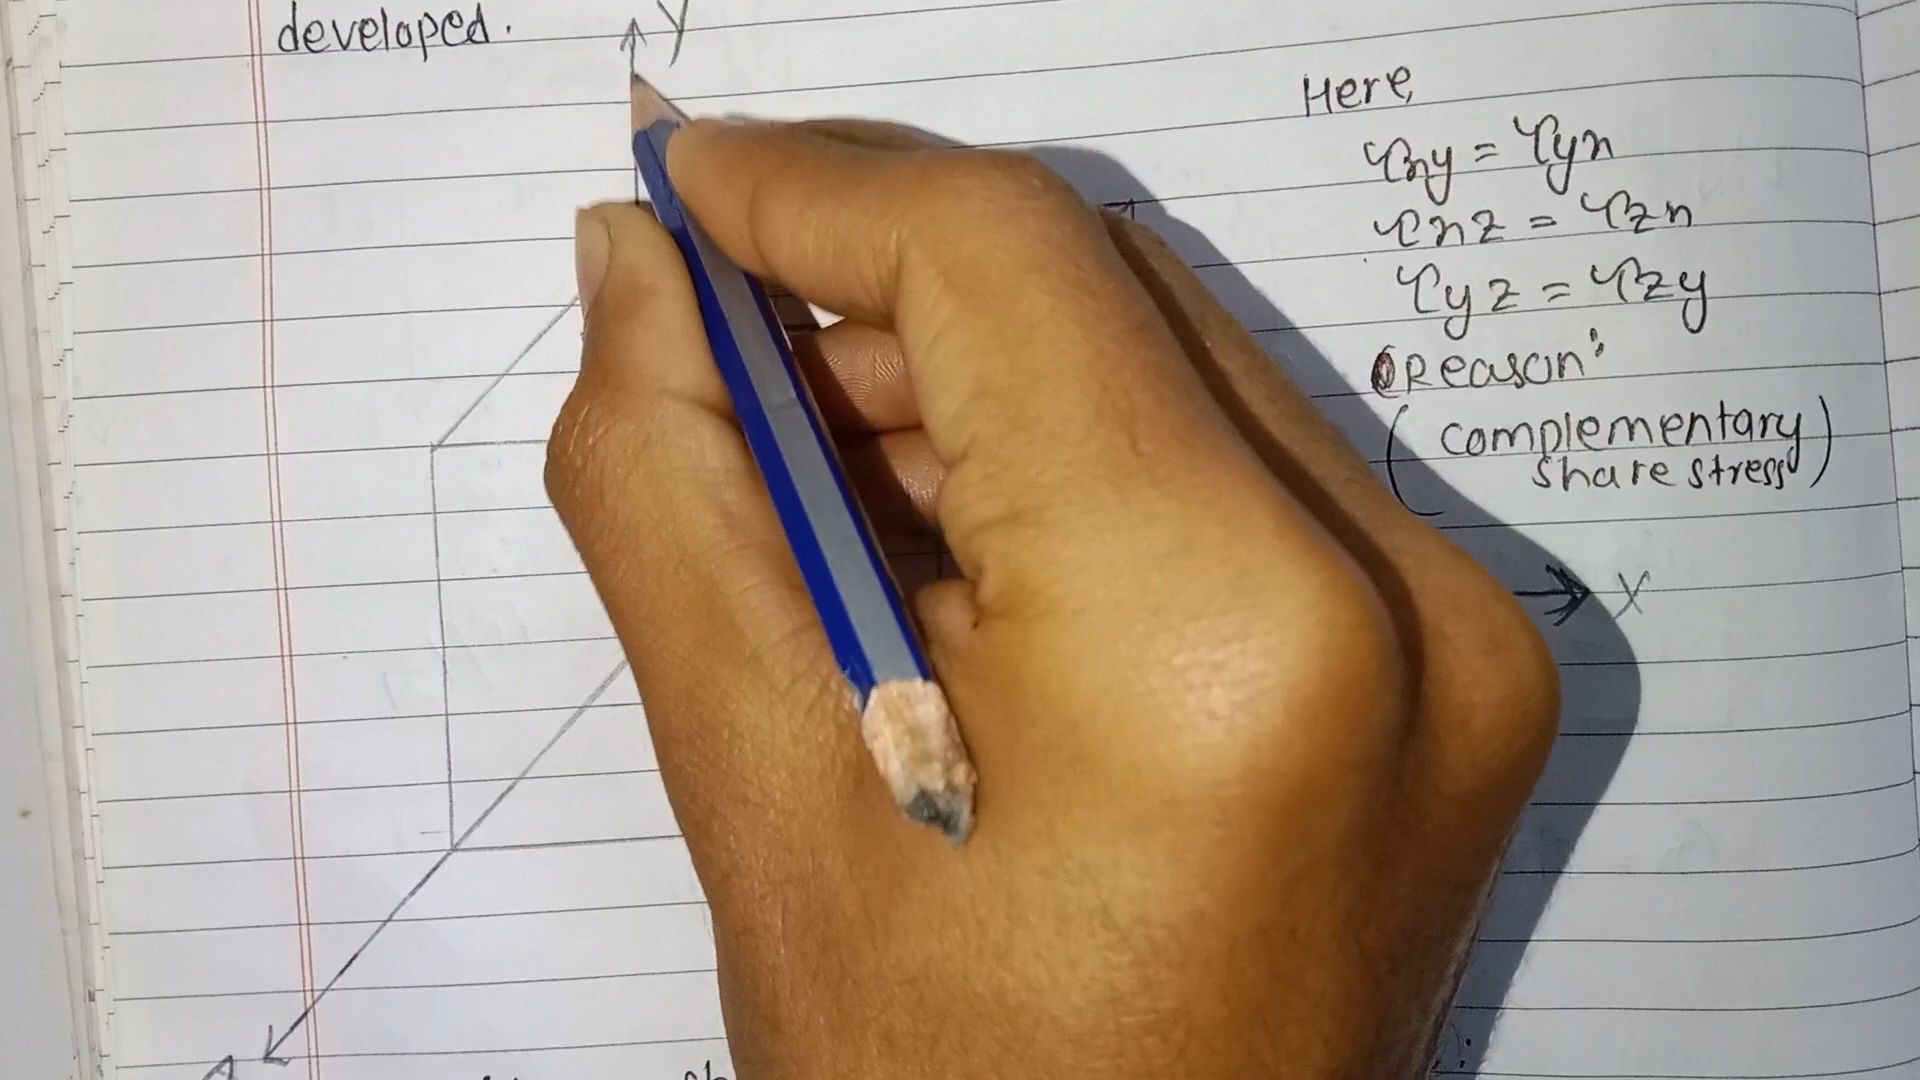 developed.
Y
Here,
τxy = τyx
τxz = τzx
τyz = τzy
Reason:
(complementary
share stress)
X